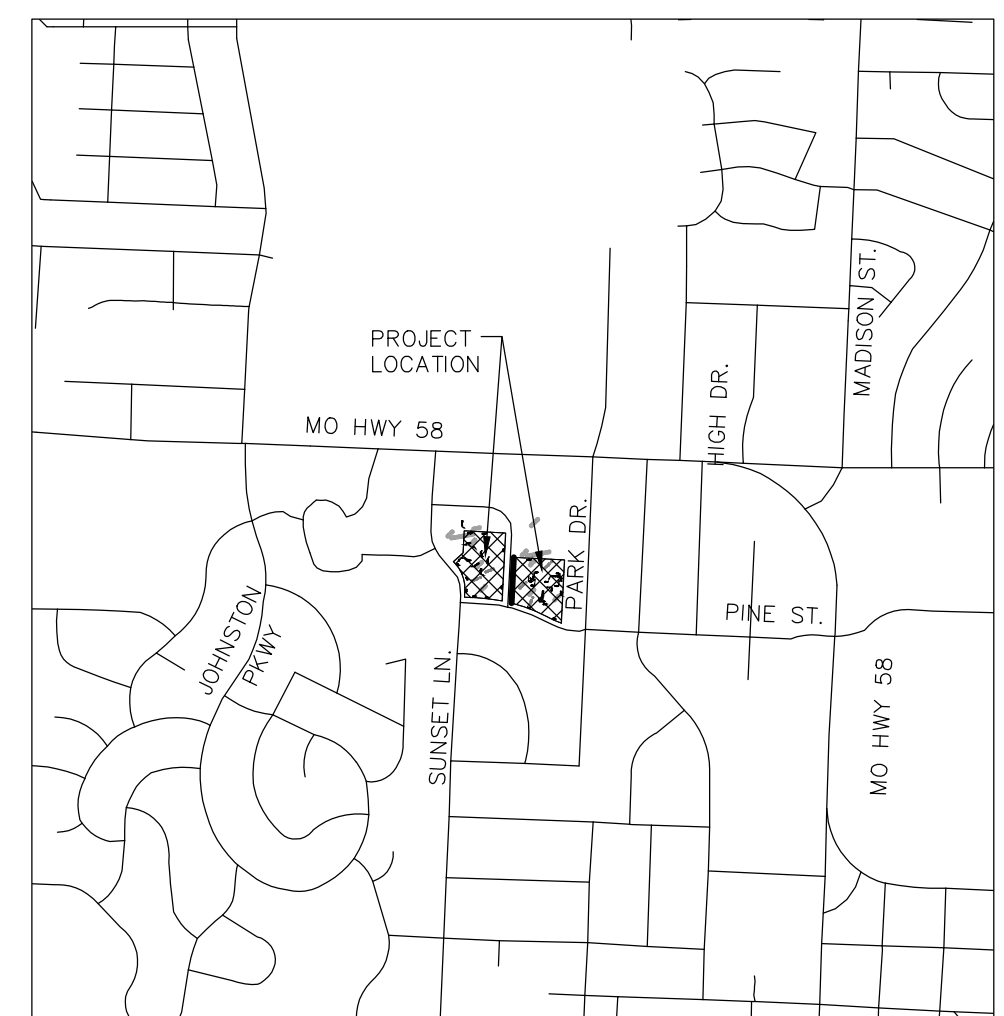 MADISON ST.
PROJECT
LOCATION
HIGH DR.
MO HWY 58
PARK DR.
JOHNSTON
PKWY
PINE ST.
SUNSET LN.
MO HWY 58